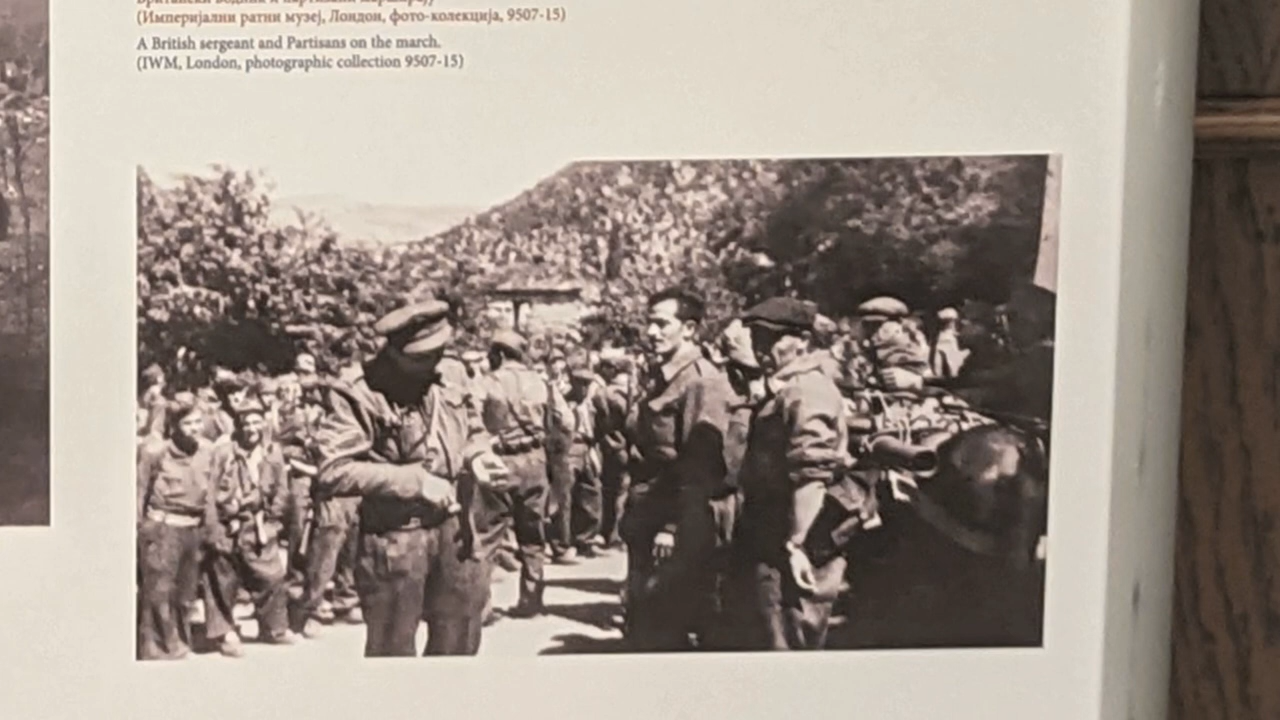 (Империјални ратни музеј, Лондон, фото-колекција, 9507-15)
A British sergeant and Partisans on the march.
(IWM, London, photographic collection 9507-15)